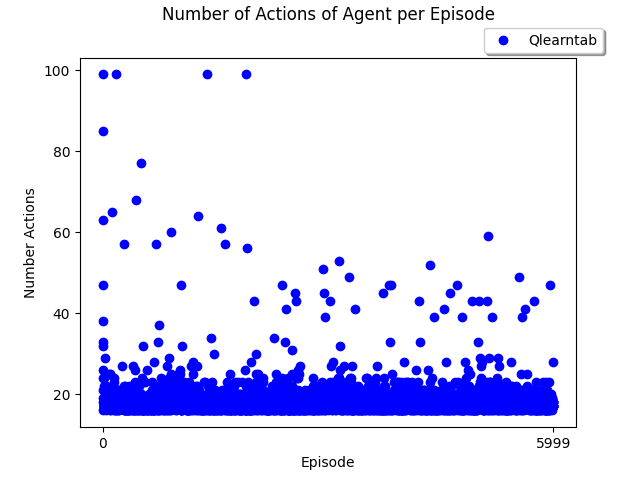 Number of Actions of Agent per Episode
Qlearntab
100
80
60
40
20
Number Actions
0
5999
Episode